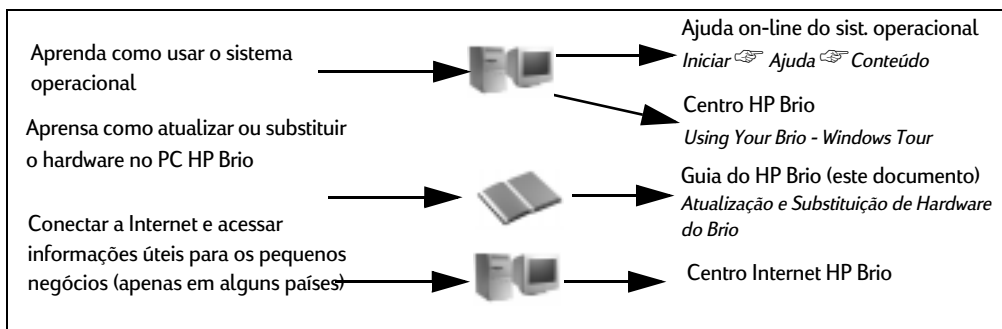 Aprenda como usar o sistema
operacional
Ajuda on-line do sist. operacional
Iniciar ☞ Ajuda ☞ Conteúdo
Centro HP Brio
Using Your Brio - Windows Tour
Aprensa como atualizar ou substituir
o hardware no PC HP Brio
Guia do HP Brio (este documento)
Atualização e Substituição de Hardware
do Brio
Conectar a Internet e acessar
informações úteis para os pequenos
negócios (apenas em alguns países)
Centro Internet HP Brio